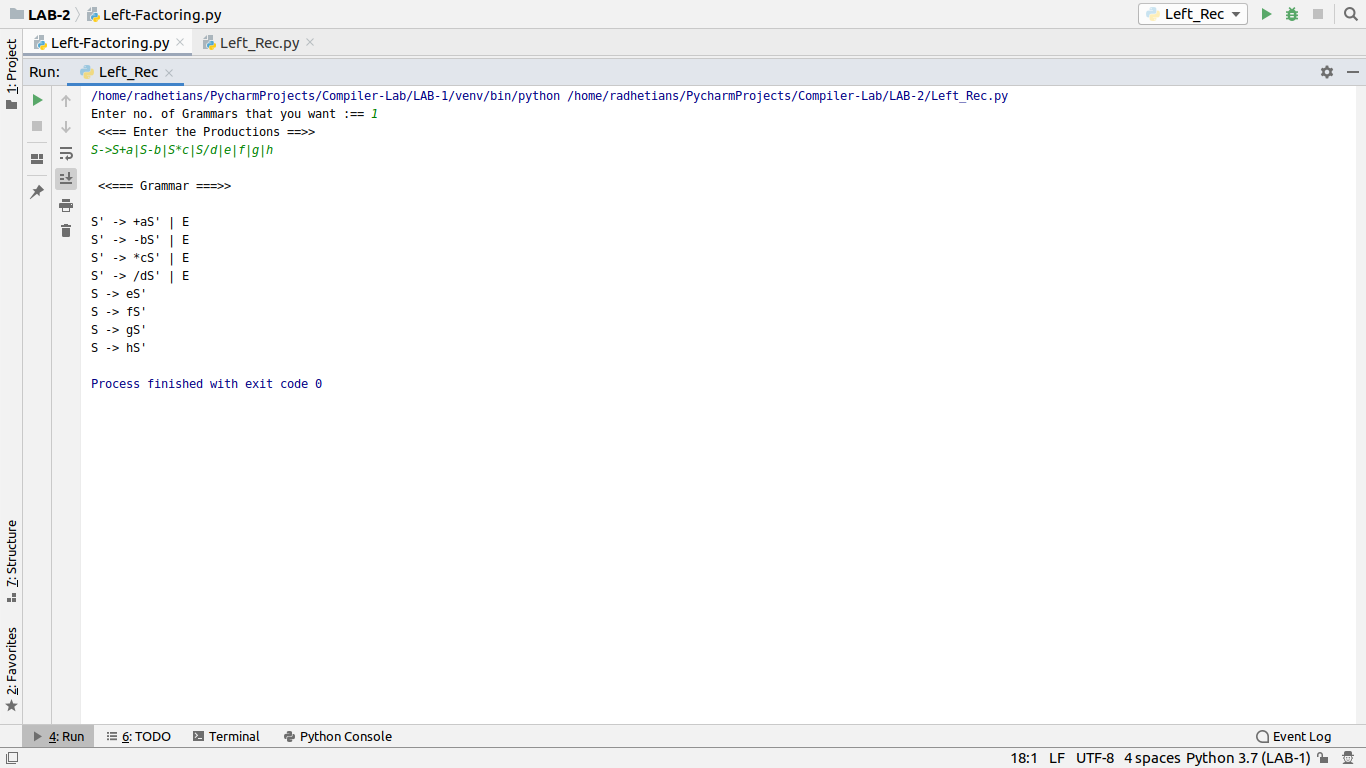 LAB-2 Left-Factoring.py Left_Rec
Left-Factoring.py Left_Rec.py
1: Project
Run: Left_Rec
/home/radhetians/PycharmProjects/Compiler-Lab/LAB-1/venv/bin/python /home/radhetians/PycharmProjects/Compiler-Lab/LAB-2/Left_Rec.py
Enter no. of Grammars that you want :== 1
<<== Enter the Productions ==>>
S->S+a|S-b|S*c|S/d|e|f|g|h
<<=== Grammar ===>>
S' -> +aS' | E
S' -> -bS' | E
S' -> *cS' | E
S' -> /dS' | E
S -> eS'
S -> fS'
S -> gS'
S -> hS'
Process finished with exit code 0
7: Structure
2: Favorites
4: Run 6: TODO Terminal Python Console Event Log
18:1 LF UTF-8 4 spaces Python 3.7 (LAB-1)